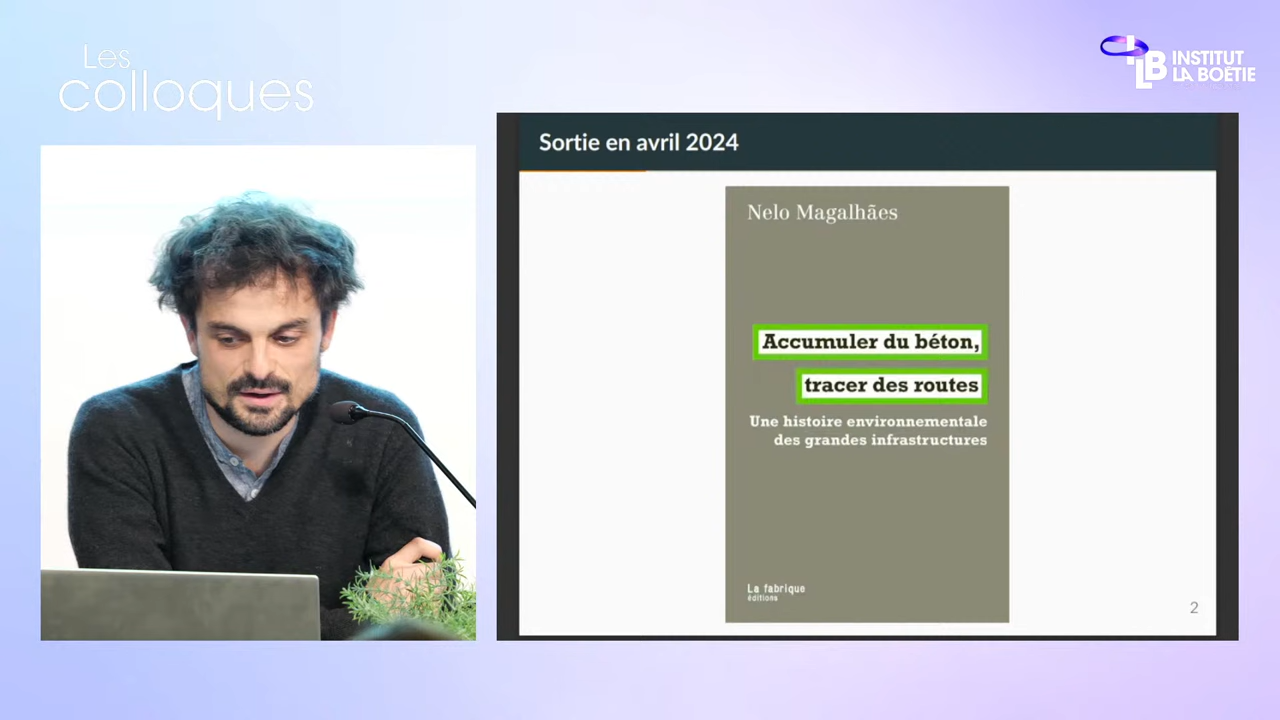 Les
colloques
INSTITUT
LA BOÉTIE
Sortie en avril 2024
Nelo Magalhães
Accumuler du béton,
tracer des routes
Une histoire environnementale
des grandes infrastructures
La fabrique
éditions
2